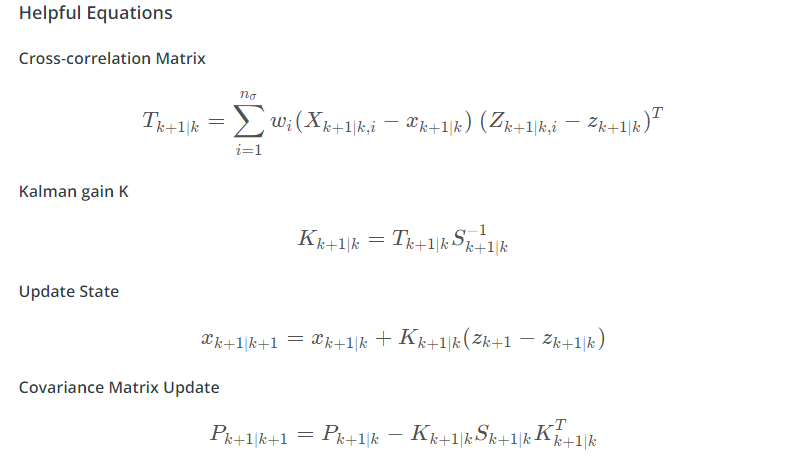 Helpful Equations
Cross-correlation Matrix
$T_{k+1|k} = \sum_{i=1}^{n_\sigma} w_i (X_{k+1|k,i} - x_{k+1|k}) (Z_{k+1|k,i} - z_{k+1|k})^T$
Kalman gain K
$K_{k+1|k} = T_{k+1|k} S_{k+1|k}^{-1}$
Update State
$x_{k+1|k+1} = x_{k+1|k} + K_{k+1|k} (z_{k+1} - z_{k+1|k})$
Covariance Matrix Update
$P_{k+1|k+1} = P_{k+1|k} - K_{k+1|k} S_{k+1|k} K_{k+1|k}^T$